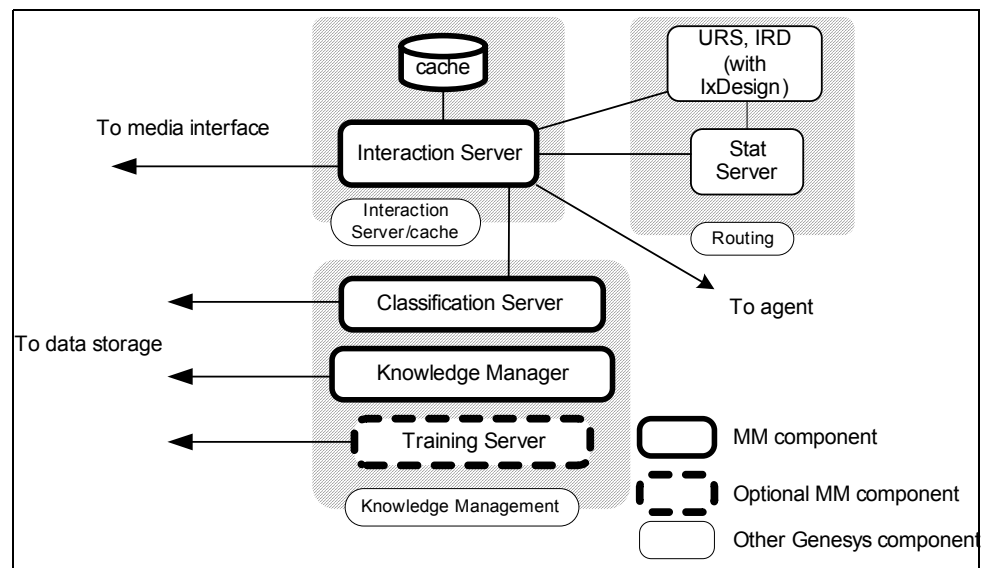 cache
URS, IRD
(with
IxDesign)
To media interface
Interaction Server
Stat
Server
Interaction
Server/cache
Routing
Classification Server
To agent
To data storage
Knowledge Manager
Training Server
MM component
Knowledge Management
Optional MM component
Other Genesys component